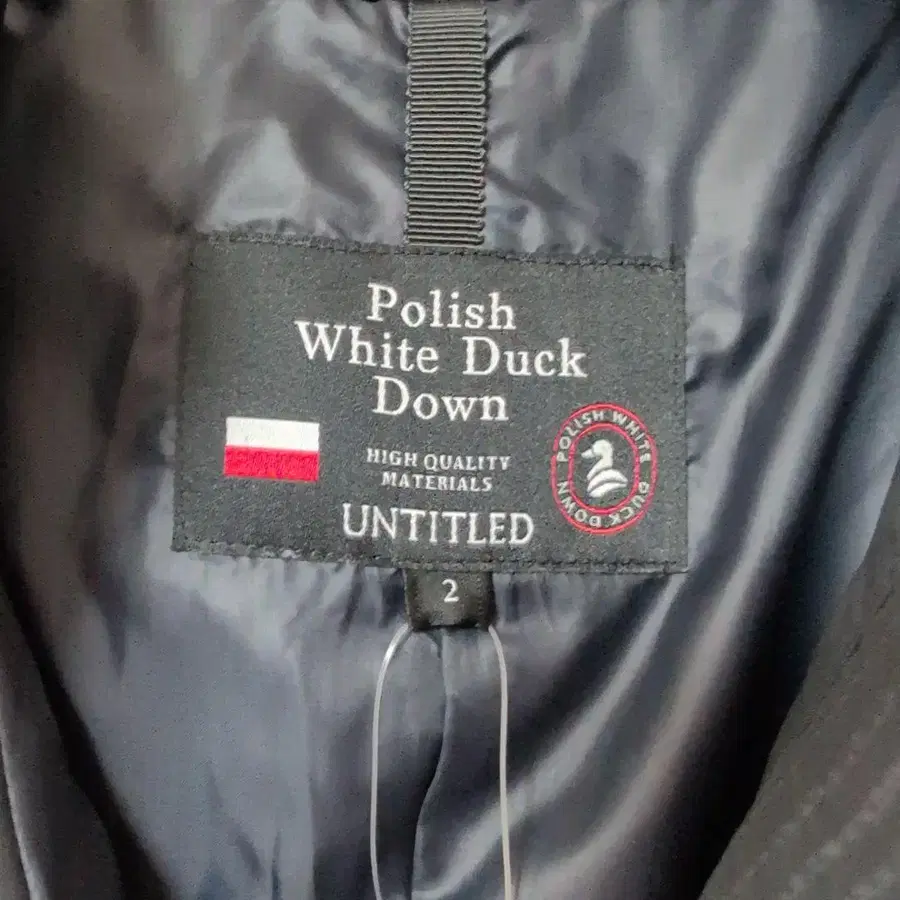 Polish
White Duck
Down
HIGH QUALITY
MATERIALS
UNTITLED
POLISH WHITE DUCK DOWN
2